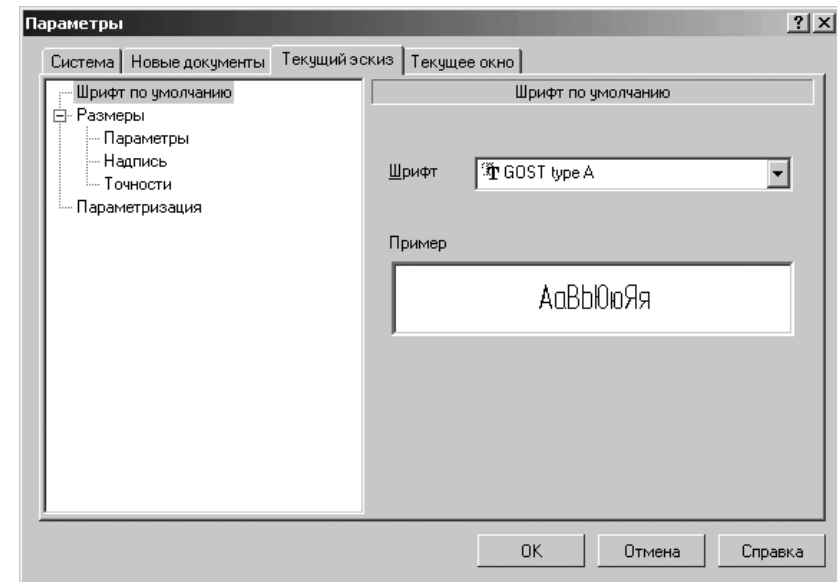 Параметры
Система Новые документы Текущий эскиз Текущее окно
Шрифт по умолчанию
Размеры
Параметры
Надпись
Точности
Параметризация
Шрифт по умолчанию
Шрифт GOST type A
Пример
АаВЬЮюЯя
OK Отмена Справка